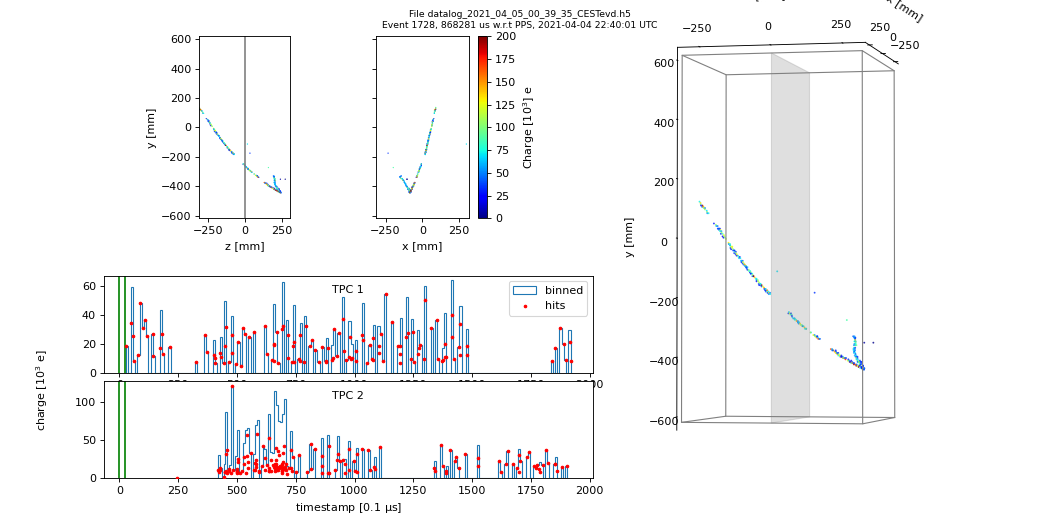 File datalog_2021_04_05_00_39_35_CESTevd.h5
Event 1728, 868281 us w.r.t PPS, 2021-04-04 22:40:01 UTC
600
400
200
0
−200
−400
−600
y [mm]
−250 0 250
z [mm]
−250 0 250
x [mm]
200
175
150
125
100
75
50
25
0
Charge [10³] e
−250 0 250 250 0 −250
600
400
200
0
−200
−400
−600
y [mm]
TPC 1
binned
hits
60
40
20
0
TPC 2
100
50
0
0 250 500 750 1000 1250 1500 1750 2000
timestamp [0.1 μs]
charge [10³ e]